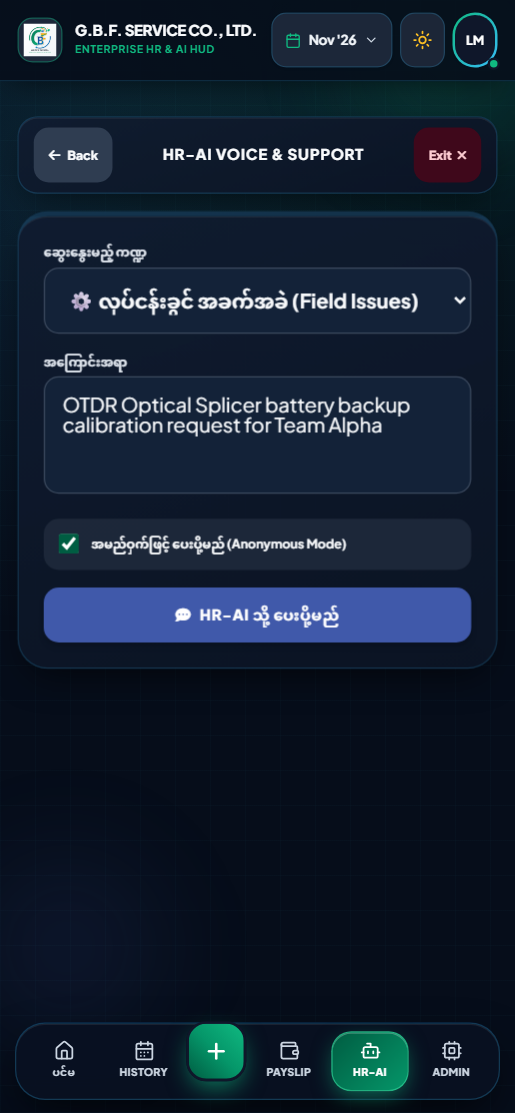 G.B.F. SERVICE CO., LTD.
ENTERPRISE HR & AI HUD
Nov '26
LM
← Back
HR-AI VOICE & SUPPORT
Exit ✕
ဆွေးနွေးမည့် ကဏ္ဍ
⚙️ လုပ်ငန်းခွင် အခက်အခဲ (Field Issues)
အကြောင်းအရာ
OTDR Optical Splicer battery backup
calibration request for Team Alpha
အမည်ဝှက်ဖြင့် ပေးပို့မည် (Anonymous Mode)
💬 HR-AI သို့ ပေးပို့မည်
ပင်မ
HISTORY
+
PAYSLIP
HR-AI
ADMIN